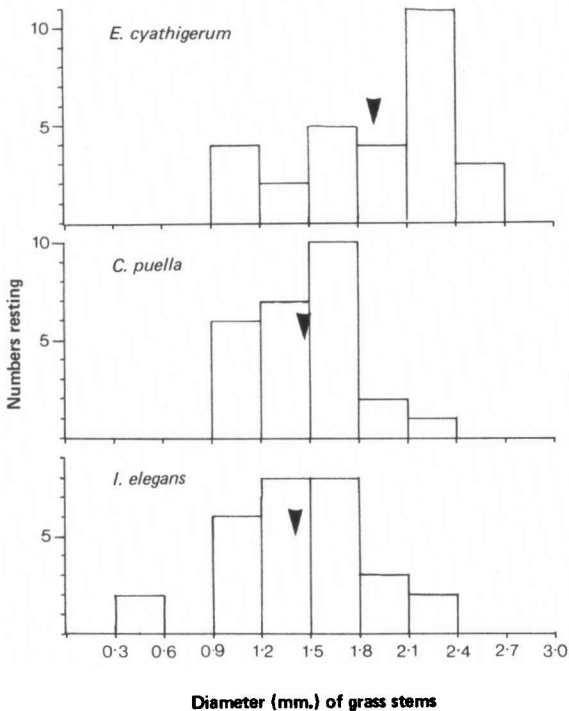 10
E. cyathigerum
5
10
C. puella
5
Numbers resting
I. elegans
5
0·3 0·6 0·9 1·2 1·5 1·8 2·1 2·4 2·7 3·0
Diameter (mm.) of grass stems